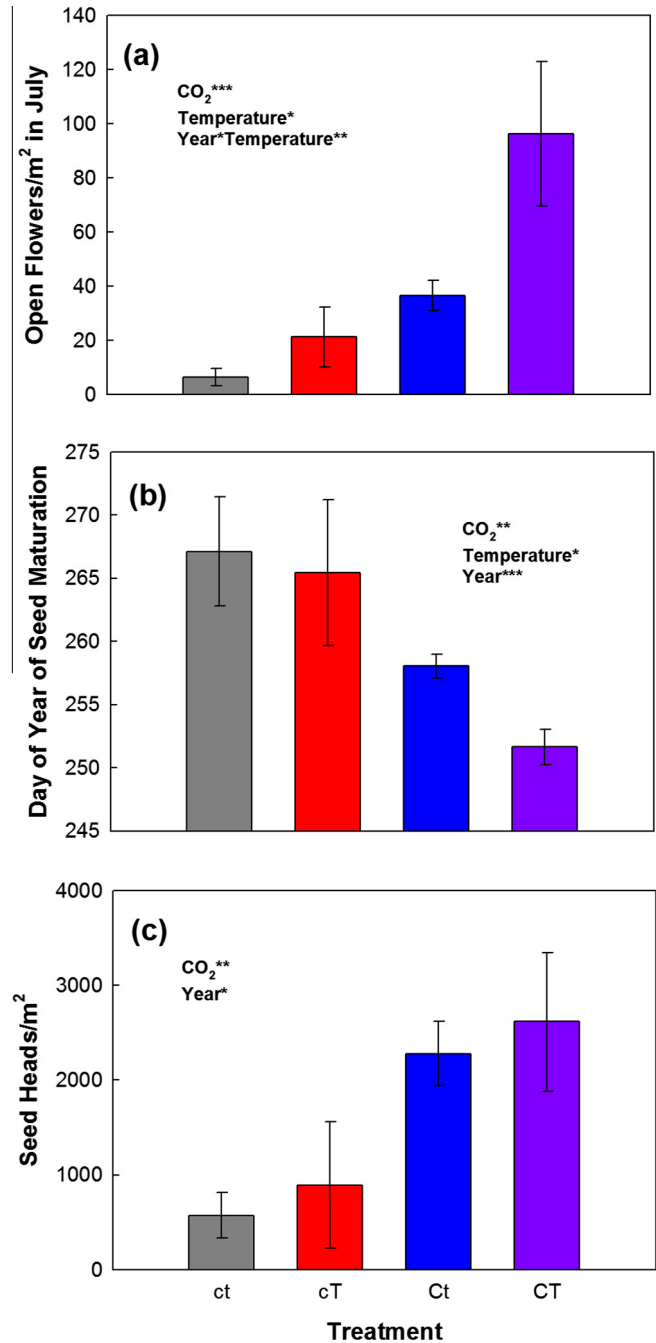 Open Flowers/m² in July
140
120
100
80
60
40
20
0
(a)
CO₂***
Temperature*
Year*Temperature**
Day of Year of Seed Maturation
275
270
265
260
255
250
245
(b)
CO₂**
Temperature*
Year***
Seed Heads/m²
4000
3000
2000
1000
0
(c)
CO₂**
Year*
ct cT Ct CT
Treatment